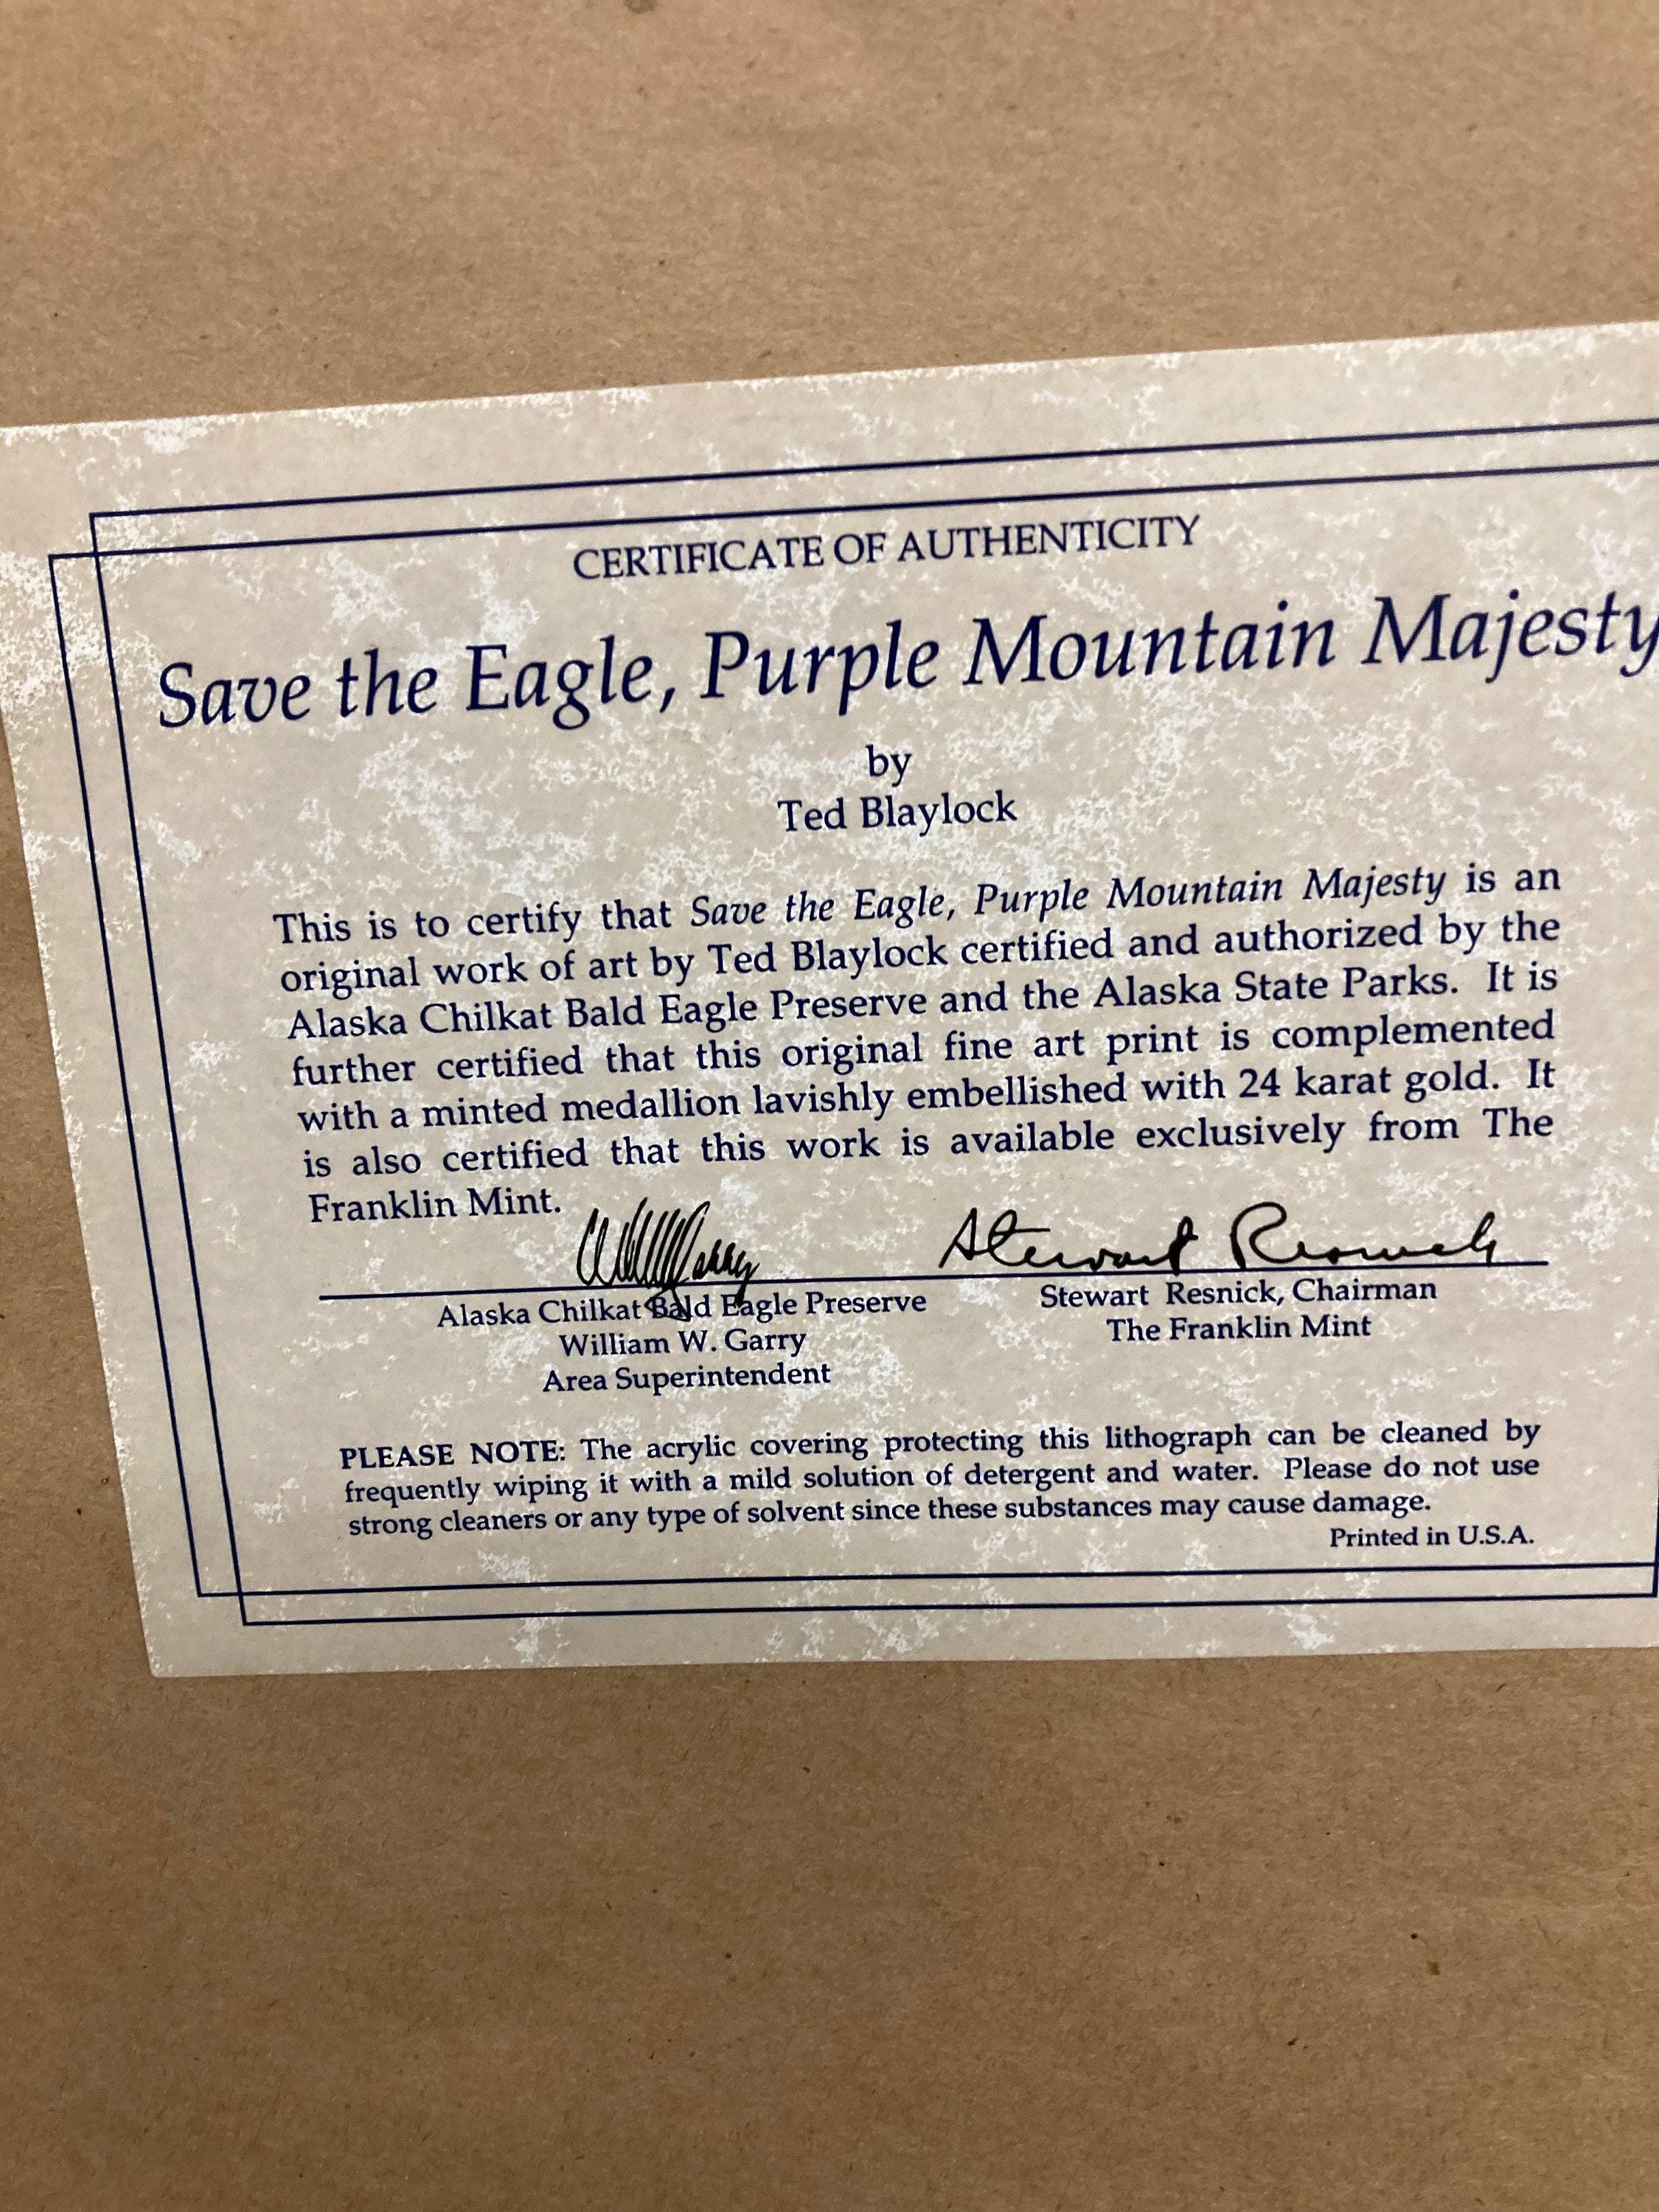 CERTIFICATE OF AUTHENTICITY
Save the Eagle, Purple Mountain Majesty
by
Ted Blaylock
This is to certify that Save the Eagle, Purple Mountain Majesty is an
original work of art by Ted Blaylock certified and authorized by the
Alaska Chilkat Bald Eagle Preserve and the Alaska State Parks. It is
further certified that this original fine art print is complemented
with a minted medallion lavishly embellished with 24 karat gold. It
is also certified that this work is available exclusively from The
Franklin Mint.
Stewart Resnick
Alaska Chilkat Bald Eagle Preserve
William W. Garry
Area Superintendent
Stewart Resnick, Chairman
The Franklin Mint
PLEASE NOTE: The acrylic covering protecting this lithograph can be cleaned by
frequently wiping it with a mild solution of detergent and water. Please do not use
strong cleaners or any type of solvent since these substances may cause damage.
Printed in U.S.A.